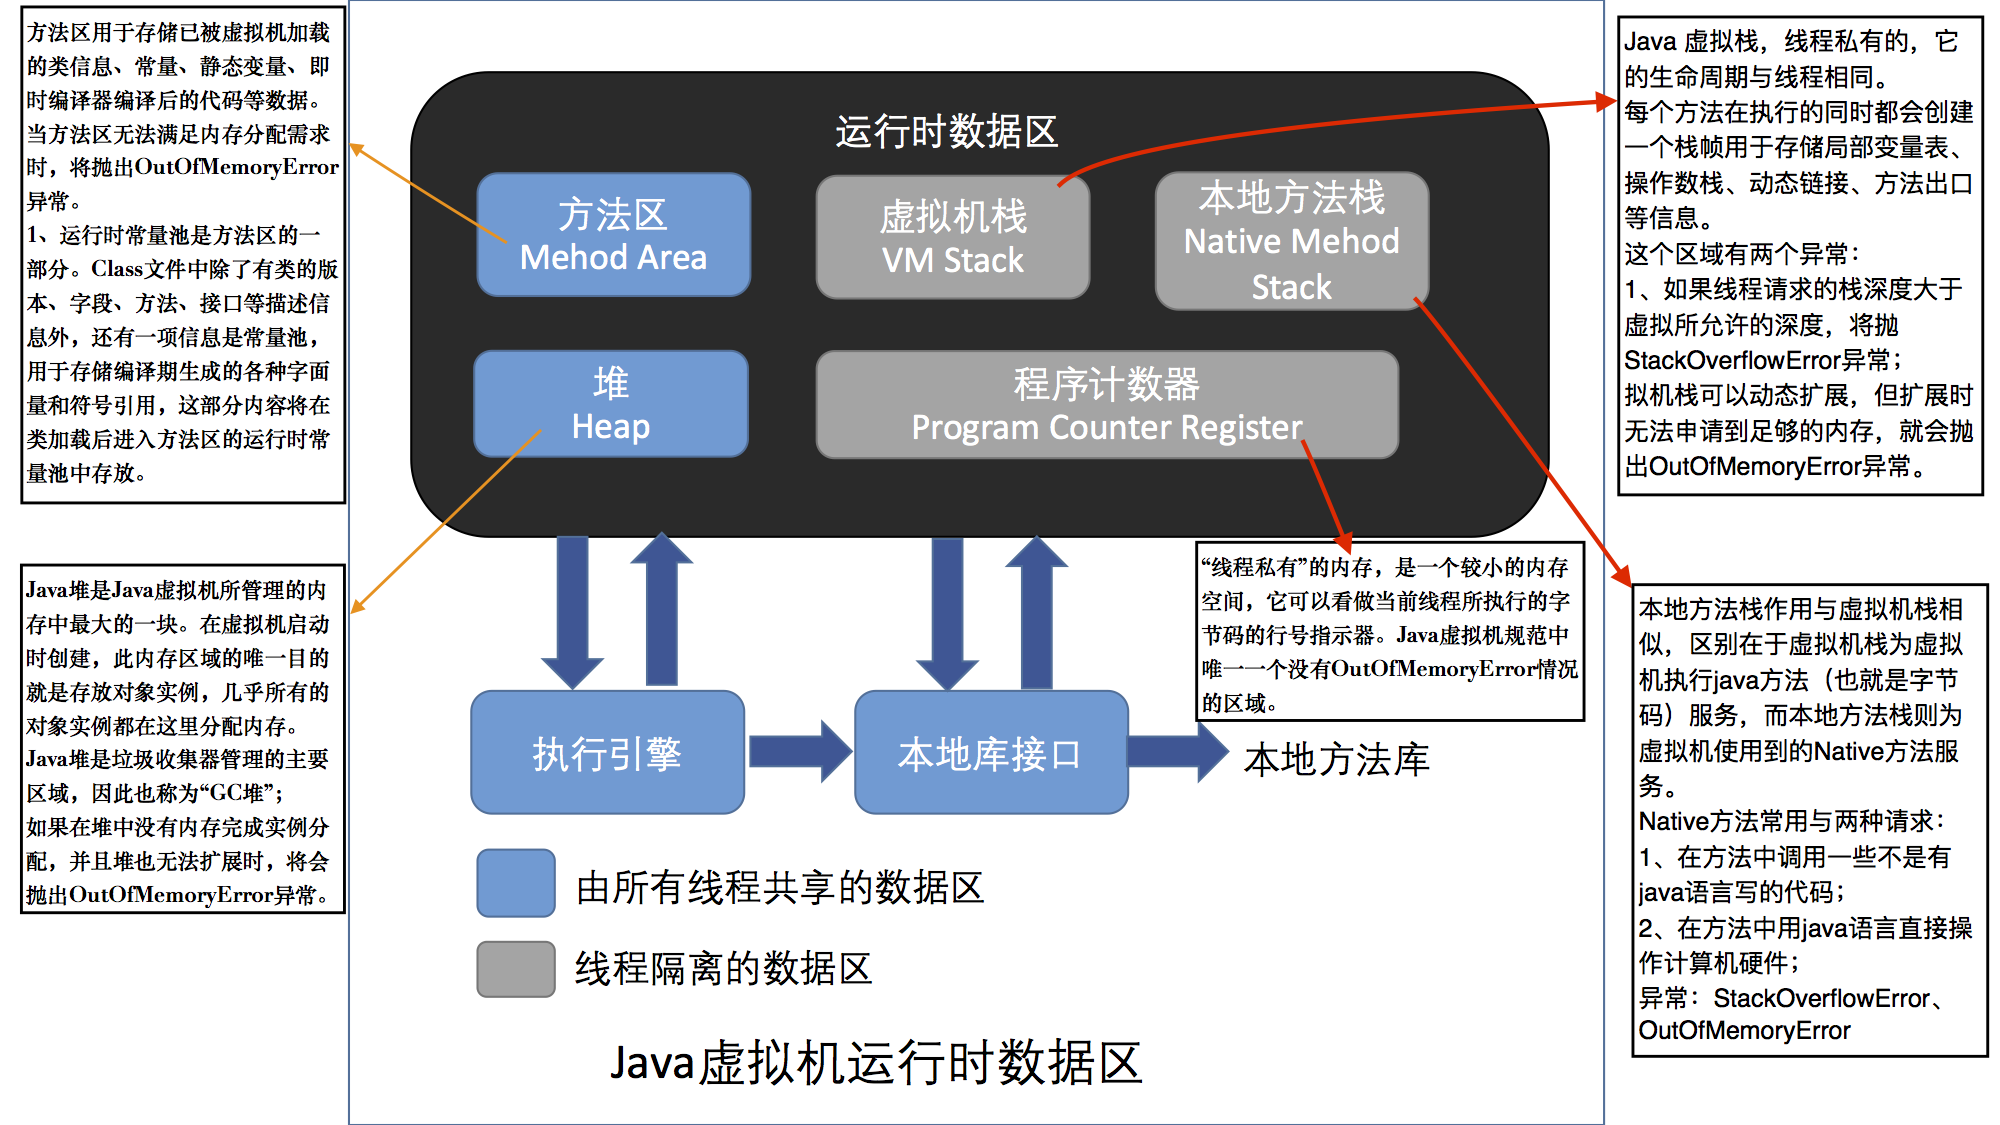 方法区用于存储已被虚拟机加载
的类信息、常量、静态变量、即
时编译器编译后的代码等数据。
当方法区无法满足内存分配需求
时，将抛出OutOfMemoryError
异常。
1、运行时常量池是方法区的一
部分。Class文件中除了有类的版
本、字段、方法、接口等描述信
息外，还有一项信息是常量池，
用于存储编译期生成的各种字面
量和符号引用，这部分内容将在
类加载后进入方法区的运行时常
量池中存放。
Java堆是Java虚拟机所管理的内
存中最大的一块。在虚拟机启动
时创建，此内存区域的唯一目的
就是存放对象实例，几乎所有的
对象实例都在这里分配内存。
Java堆是垃圾收集器管理的主要
区域，因此也称为“GC堆”；
如果在堆中没有内存完成实例分
配，并且堆也无法扩展时，将会
抛出OutOfMemoryError异常。
运行时数据区
方法区
Mehod Area
虚拟机栈
VM Stack
本地方法栈
Native Mehod
Stack
堆
Heap
程序计数器
Program Counter Register
“线程私有”的内存，是一个较小的内存
空间，它可以看做当前线程所执行的字
节码的行号指示器。Java虚拟机规范中
唯一一个没有OutOfMemoryError情况
的区域。
执行引擎
本地库接口
本地方法库
由所有线程共享的数据区
线程隔离的数据区
Java虚拟机运行时数据区
Java 虚拟栈，线程私有的，它
的生命周期与线程相同。
每个方法在执行的同时都会创建
一个栈帧用于存储局部变量表、
操作数栈、动态链接、方法出口
等信息。
这个区域有两个异常：
1、如果线程请求的栈深度大于
虚拟所允许的深度，将抛
StackOverflowError异常；
拟机栈可以动态扩展，但扩展时
无法申请到足够的内存，就会抛
出OutOfMemoryError异常。
本地方法栈作用与虚拟机栈相
似，区别在于虚拟机栈为虚拟
机执行java方法（也就是字节
码）服务，而本地方法栈则为
虚拟机使用到的Native方法服
务。
Native方法常用与两种请求：
1、在方法中调用一些不是有
java语言写的代码；
2、在方法中用java语言直接操
作计算机硬件；
异常：StackOverflowError、
OutOfMemoryError